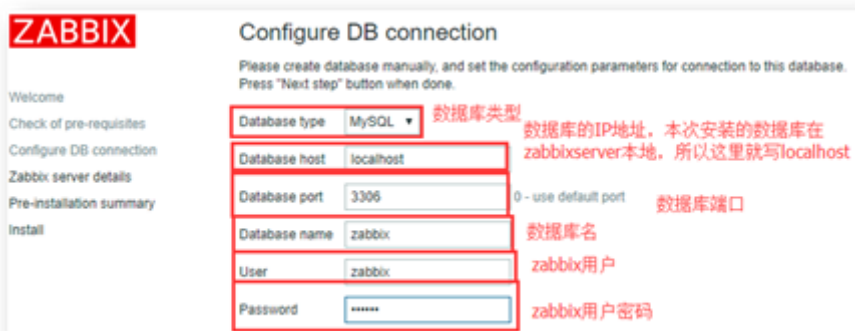 ZABBIX
Configure DB connection
Please create database manually, and set the configuration parameters for connection to this database.
Press "Next step" button when done.
Welcome
Check of pre-requisites
Configure DB connection
Zabbix server details
Pre-installation summary
Install
Database type MySQL 数据库类型
数据库的IP地址，本次安装的数据库在
zabbixserver本地，所以这里就写localhost
Database host localhost
Database port 3306 0 - use default port 数据库端口
Database name zabbix 数据库名
User zabbix zabbix用户
Password •••••• zabbix用户密码